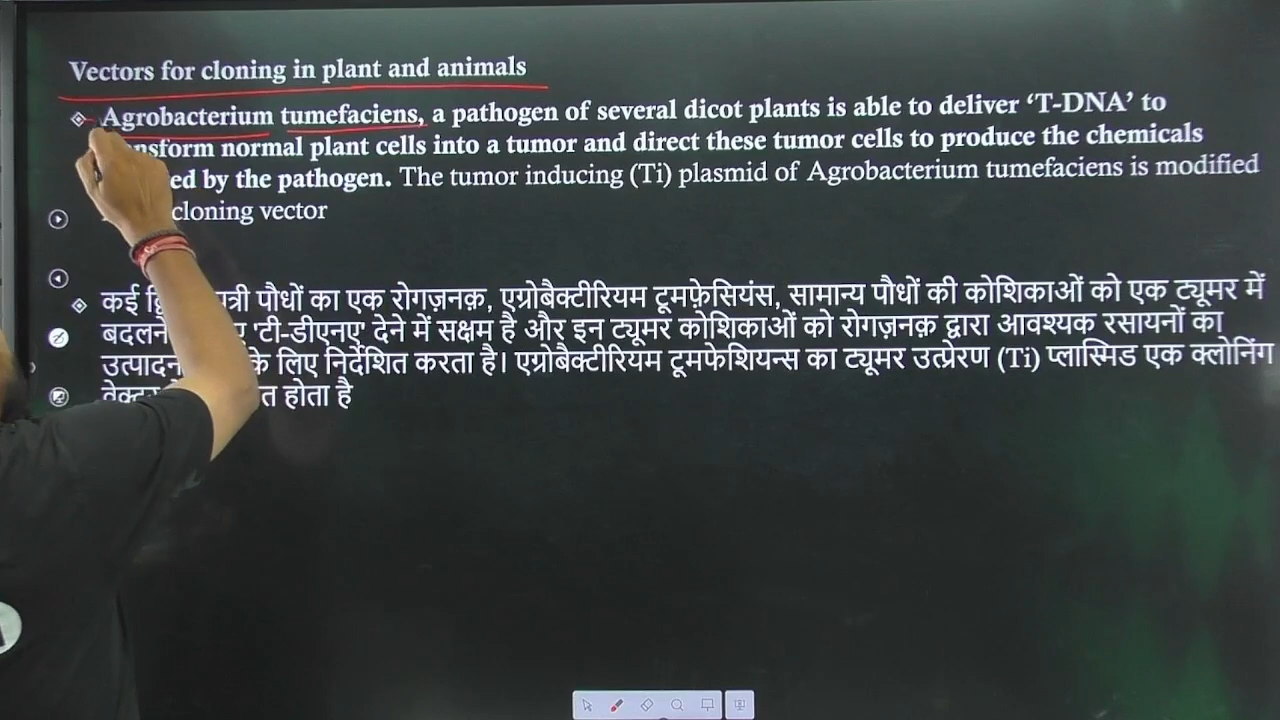 Vectors for cloning in plant and animals
Agrobacterium tumefaciens, a pathogen of several dicot plants is able to deliver ‘T-DNA’ to
normal plant cells into a tumor and direct these tumor cells to produce the chemicals
by the pathogen. The tumor inducing (Ti) plasmid of Agrobacterium tumefaciens is modified
cloning vector
कई पौधों का एक रोगज़नक़, एग्रोबैक्टीरियम टूमफ़ेसियंस, सामान्य पौधों की कोशिकाओं को एक ट्यूमर में
'टी-डीएनए' देने में सक्षम है और इन ट्यूमर कोशिकाओं को रोगज़नक़ द्वारा आवश्यक रसायनों का
उत्पादन के लिए निर्देशित करता है। एग्रोबैक्टीरियम टूमफेशियन्स का ट्यूमर उत्प्रेरण (Ti) प्लास्मिड एक क्लोनिंग
होता है